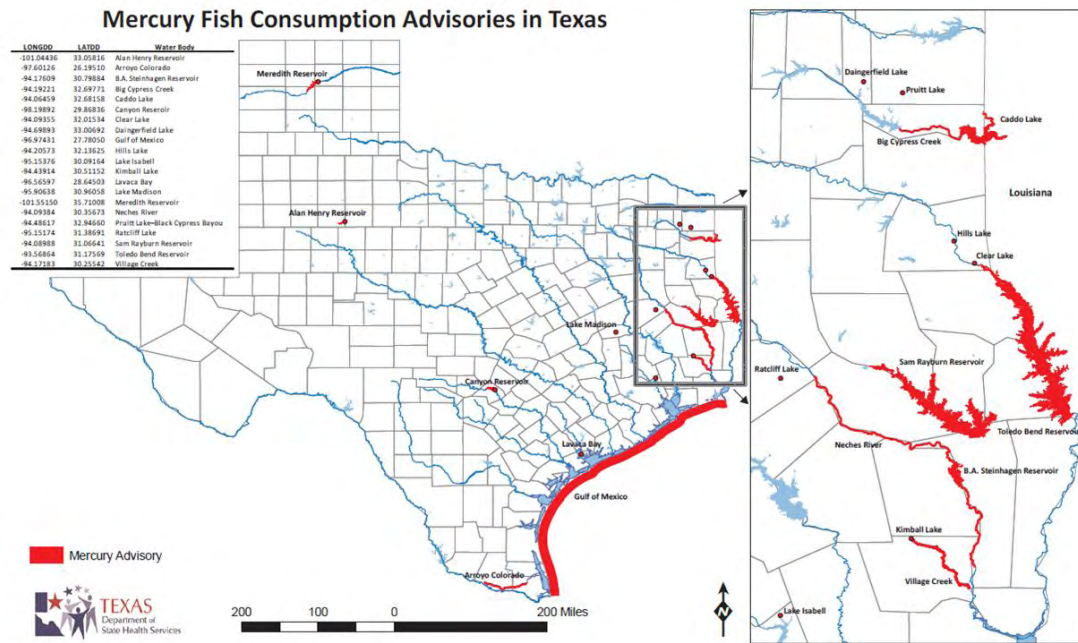 Mercury Fish Consumption Advisories in Texas
LONGDD LATDD Water Body
-101.04436 33.05816 Alan Henry Reservoir
-97.60126 26.19510 Arroyo Colorado
-94.17609 30.79884 B.A. Steinhagen Reservoir
-94.19221 32.69771 Big Cypress Creek
-94.06459 32.68158 Caddo Lake
-98.19892 29.86836 Canyon Reseroir
-94.09355 32.01534 Clear Lake
-94.69893 33.00692 Daingerfield Lake
-96.97431 27.78050 Gulf of Mexico
-94.20573 32.13625 Hills Lake
-95.15376 30.09164 Lake Isabell
-94.43914 30.51152 Kimball Lake
-96.56597 28.64503 Lavaca Bay
-95.90638 30.96058 Lake Madison
-101.55150 35.71008 Meredith Reservoir
-94.09384 30.35673 Neches River
-94.48617 32.94660 Pruitt Lake-Black Cypress Bayou
-95.15174 31.38691 Ratcliff Lake
-94.08988 31.06641 Sam Rayburn Reservoir
-93.56864 31.17569 Toledo Bend Reservoir
-94.17183 30.25542 Village Creek
Meredith Reservoir
Alan Henry Reservoir
Lake Madison
Canyon Reservoir
Lavaca Bay
Gulf of Mexico
Arroyo Colorado
Mercury Advisory
TEXAS
Department of
State Health Services
200 100 0 200 Miles
N
Daingerfield Lake
Pruitt Lake
Caddo Lake
Big Cypress Creek
Louisiana
Hills Lake
Clear Lake
Sam Rayburn Reservoir
Ratcliff Lake
Toledo Bend Reservoir
Neches River
B.A. Steinhagen Reservoir
Kimball Lake
Village Creek
Lake Isabell